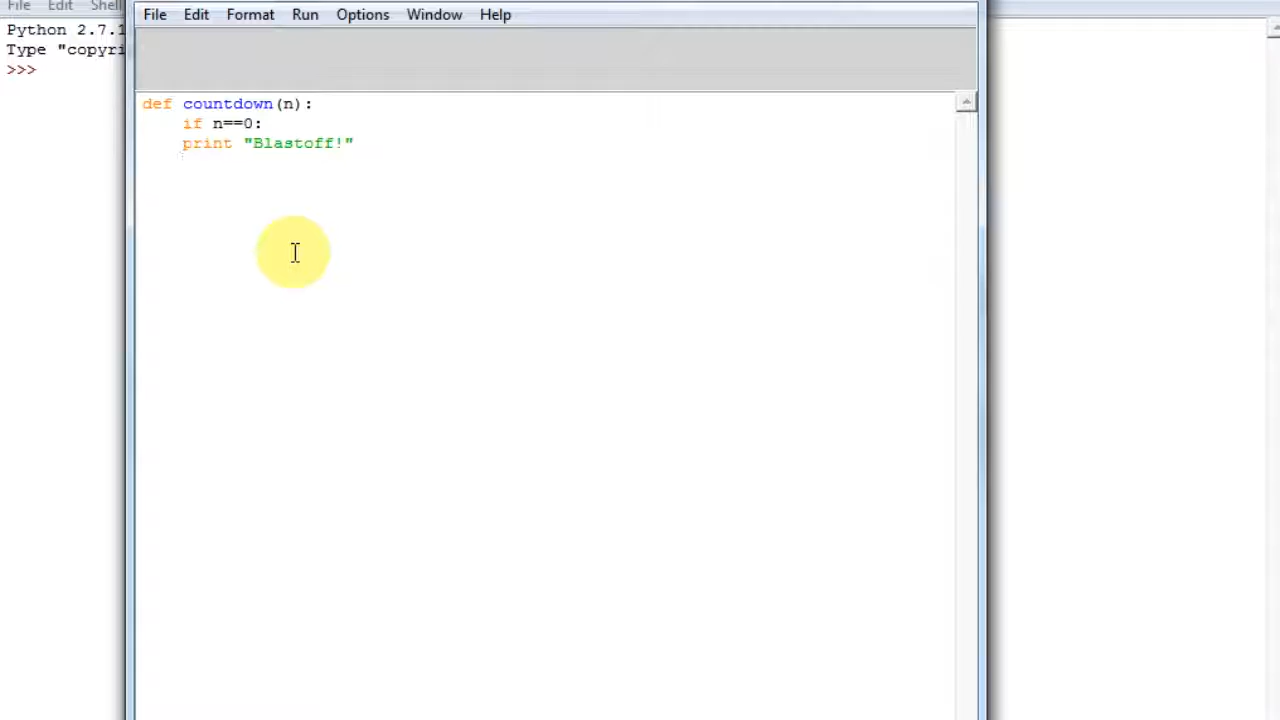 File Edit Shell
Python 2.7.1
Type "copyri
>>>
File Edit Format Run Options Window Help
def countdown(n):
    if n==0:
    print "Blastoff!"